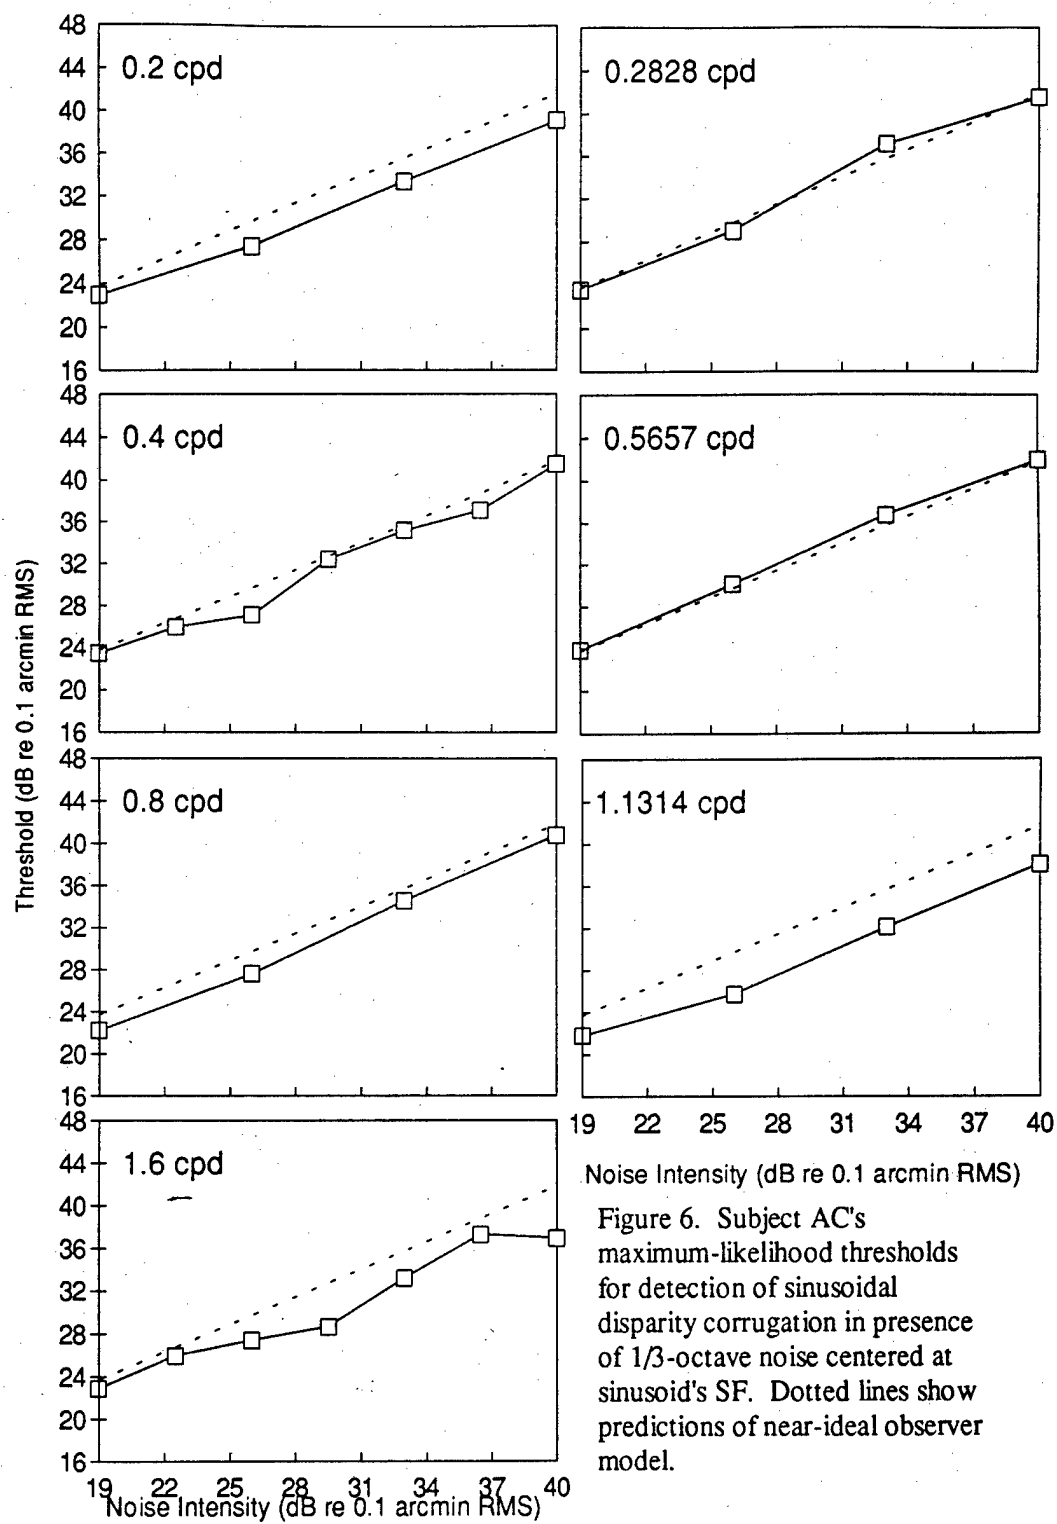 48
44
40
36
32
28
24
20
16
0.2 cpd
0.2828 cpd
48
44
40
36
32
28
24
20
16
0.4 cpd
0.5657 cpd
Threshold (dB re 0.1 arcmin RMS)
48
44
40
36
32
28
24
20
16
0.8 cpd
1.1314 cpd
19 22 25 28 31 34 37 40
Noise Intensity (dB re 0.1 arcmin RMS)
48
44
40
36
32
28
24
20
16
1.6 cpd
19 22 25 28 31 34 37 40
Noise Intensity (dB re 0.1 arcmin RMS)
Figure 6. Subject AC's
maximum-likelihood thresholds
for detection of sinusoidal
disparity corrugation in presence
of 1/3-octave noise centered at
sinusoid's SF. Dotted lines show
predictions of near-ideal observer
model.